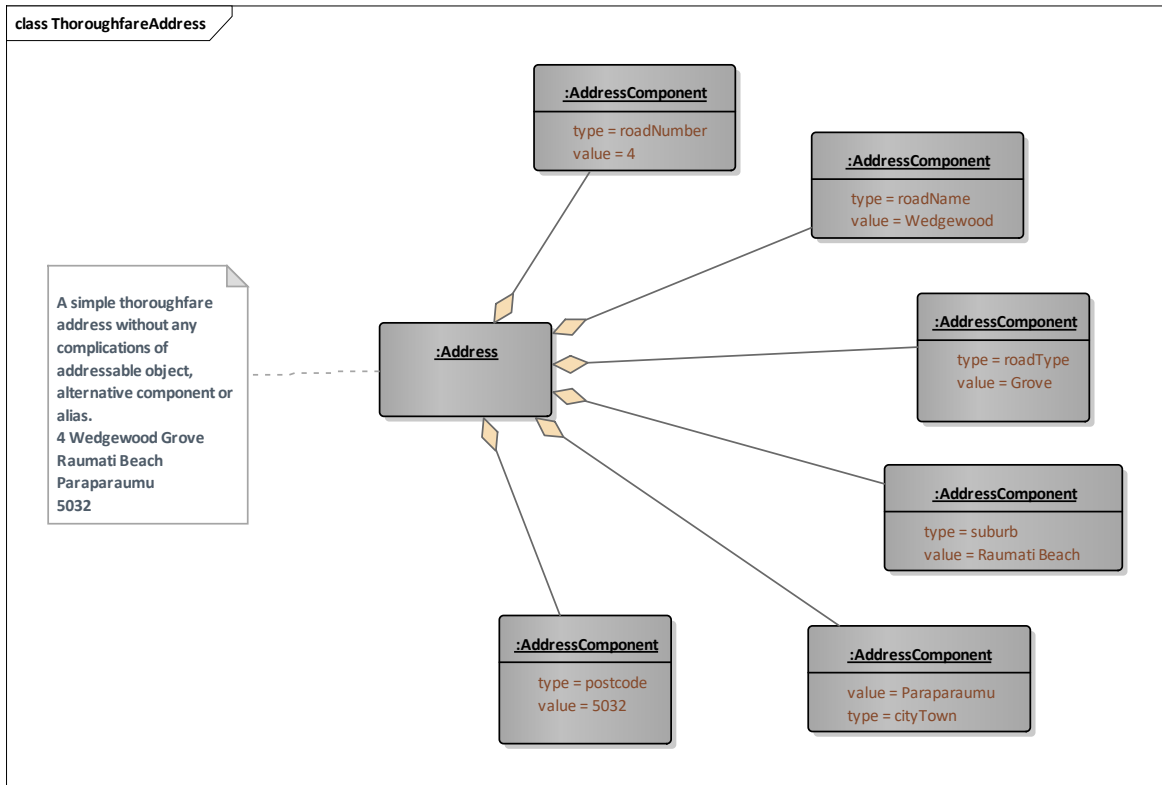 class ThoroughfareAddress
:AddressComponent
type = roadNumber
value = 4
:AddressComponent
type = roadName
value = Wedgewood
A simple thoroughfare
address without any
complications of
addressable object,
alternative component or
alias.
4 Wedgewood Grove
Raumati Beach
Paraparaumu
5032
:Address
:AddressComponent
type = roadType
value = Grove
:AddressComponent
type = suburb
value = Raumati Beach
:AddressComponent
type = postcode
value = 5032
:AddressComponent
value = Paraparaumu
type = cityTown